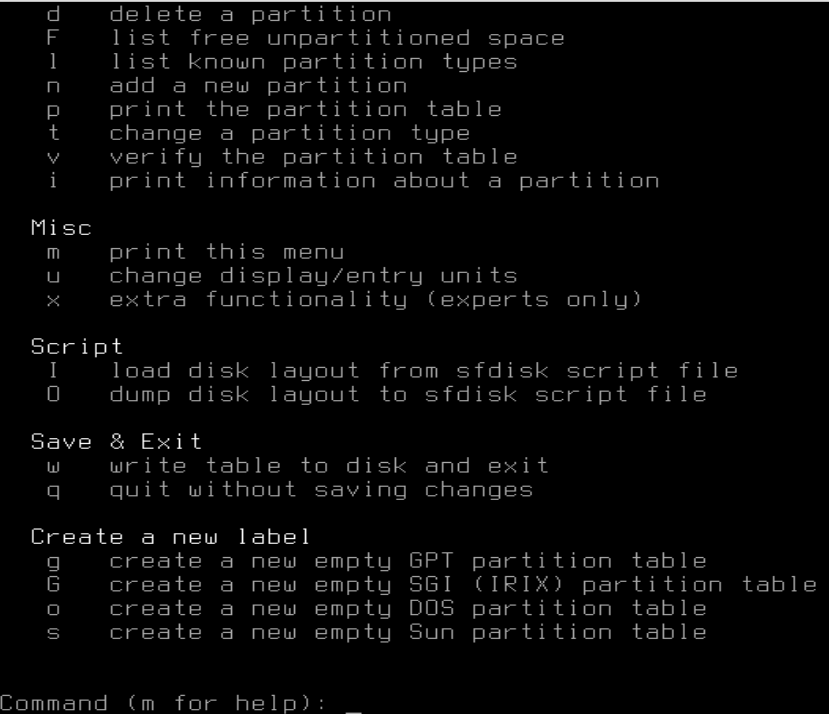 d delete a partition
F list free unpartitioned space
l list known partition types
n add a new partition
p print the partition table
t change a partition type
v verify the partition table
i print information about a partition
Misc
m print this menu
u change display/entry units
x extra functionality (experts only)
Script
I load disk layout from sfdisk script file
O dump disk layout to sfdisk script file
Save & Exit
w write table to disk and exit
q quit without saving changes
Create a new label
g create a new empty GPT partition table
G create a new empty SGI (IRIX) partition table
o create a new empty DOS partition table
s create a new empty Sun partition table
Command (m for help): _